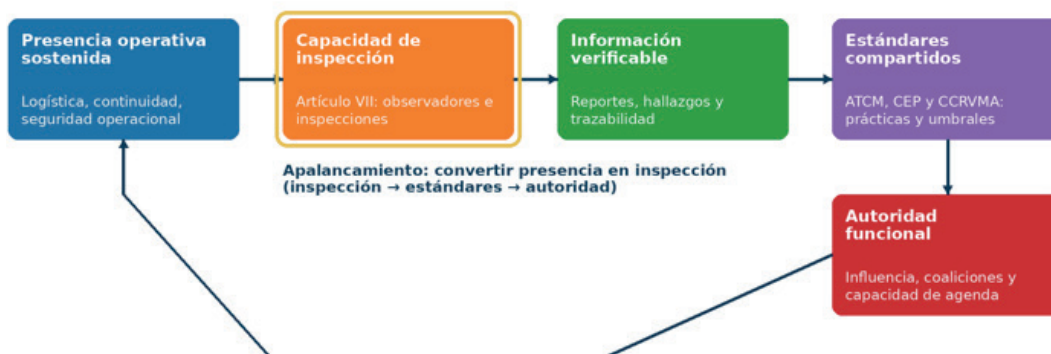 Presencia operativa
sostenida
Logística, continuidad,
seguridad operacional
Capacidad de
inspección
Artículo VII: observadores e
inspecciones
Información
verificable
Reportes, hallazgos y
trazabilidad
Estándares
compartidos
ATCM, CEP y CCRVMA:
prácticas y umbrales
Apalancamiento: convertir presencia en inspección
(inspección → estándares → autoridad)
Autoridad
funcional
Influencia, coaliciones y
capacidad de agenda